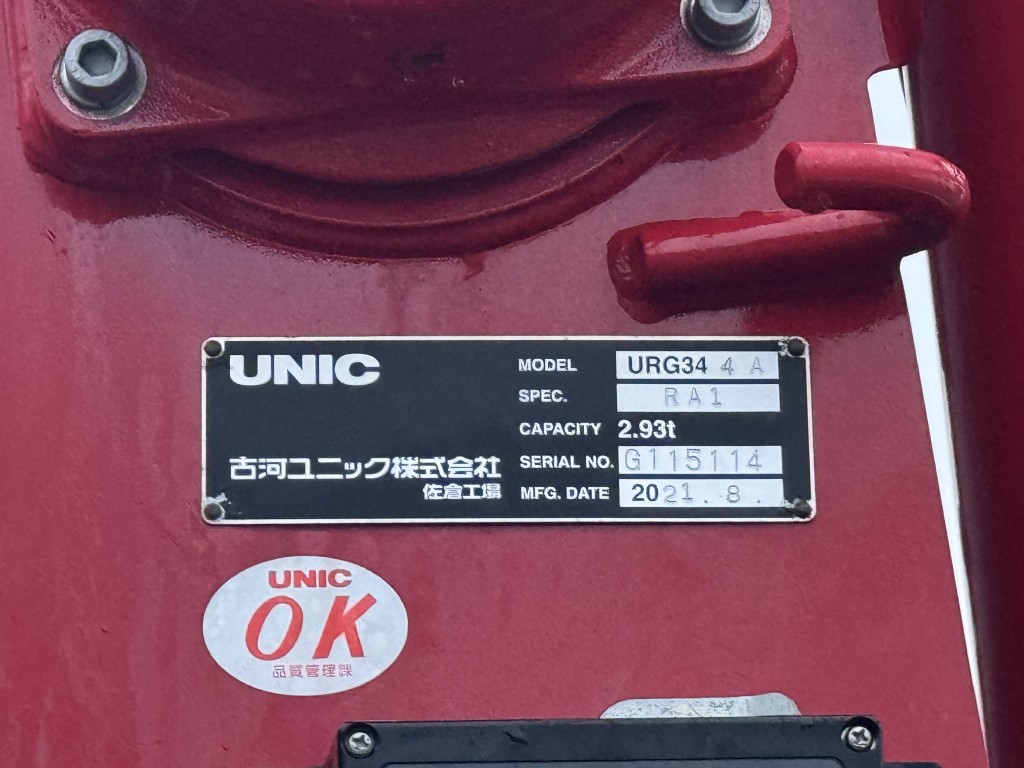 UNIC
MODEL URG34 4 A
SPEC. RA1
CAPACITY 2.93t
古河ユニック株式会社
SERIAL NO. G115114
佐倉工場
MFG. DATE 2021.8.
UNIC
OK
品質管理課